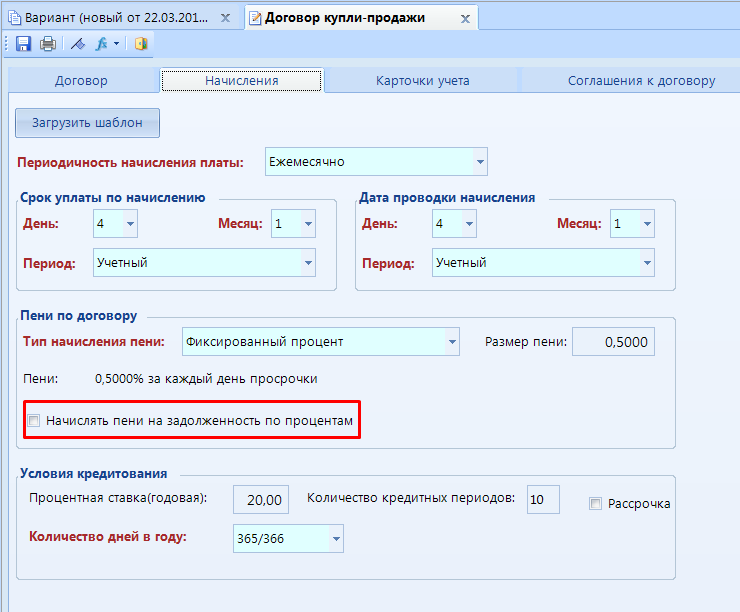 Вариант (новый от 22.03.201... Договор купли-продажи
Договор Начисления Карточки учета Соглашения к договору
Загрузить шаблон
Периодичность начисления платы: Ежемесячно
Срок уплаты по начислению Дата проводки начисления
День: 4 Месяц: 1 День: 4 Месяц: 1
Период: Учетный Период: Учетный
Пени по договору
Тип начисления пени: Фиксированный процент Размер пени: 0,5000
Пени: 0,5000% за каждый день просрочки
Начислять пени на задолженность по процентам
Условия кредитования
Процентная ставка(годовая): 20,00 Количество кредитных периодов: 10 Рассрочка
Количество дней в году: 365/366